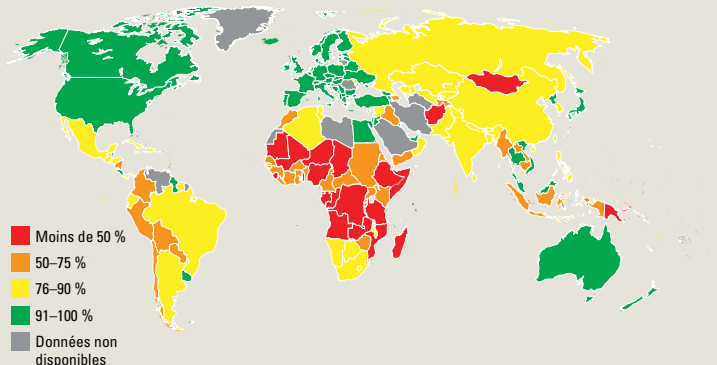 Moins de 50 %
50–75 %
76–90 %
91–100 %
Données non
disponibles